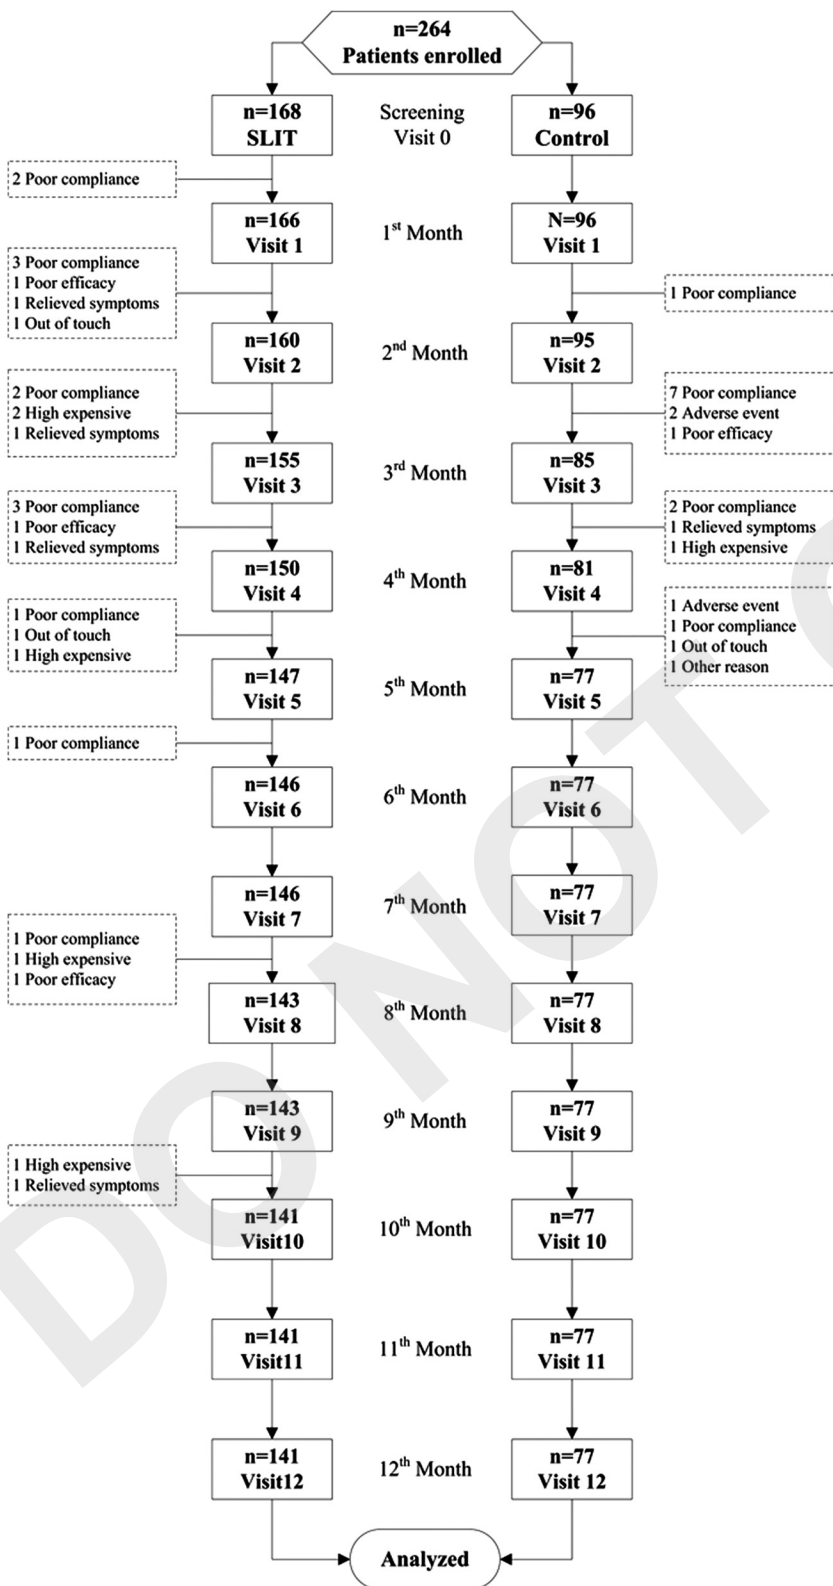 n=264
Patients enrolled
n=168
SLIT
Screening
Visit 0
n=96
Control
2 Poor compliance
n=166
Visit 1
1st Month
N=96
Visit 1
3 Poor compliance
1 Poor efficacy
1 Relieved symptoms
1 Out of touch
1 Poor compliance
n=160
Visit 2
2nd Month
n=95
Visit 2
2 Poor compliance
2 High expensive
1 Relieved symptoms
7 Poor compliance
2 Adverse event
1 Poor efficacy
n=155
Visit 3
3rd Month
n=85
Visit 3
3 Poor compliance
1 Poor efficacy
1 Relieved symptoms
2 Poor compliance
1 Relieved symptoms
1 High expensive
n=150
Visit 4
4th Month
n=81
Visit 4
1 Poor compliance
1 Out of touch
1 High expensive
1 Adverse event
1 Poor compliance
1 Out of touch
1 Other reason
n=147
Visit 5
5th Month
n=77
Visit 5
1 Poor compliance
n=146
Visit 6
6th Month
n=77
Visit 6
n=146
Visit 7
7th Month
n=77
Visit 7
1 Poor compliance
1 High expensive
1 Poor efficacy
n=143
Visit 8
8th Month
n=77
Visit 8
n=143
Visit 9
9th Month
n=77
Visit 9
1 High expensive
1 Relieved symptoms
n=141
Visit10
10th Month
n=77
Visit 10
n=141
Visit11
11th Month
n=77
Visit 11
n=141
Visit12
12th Month
n=77
Visit 12
Analyzed
DO NOT